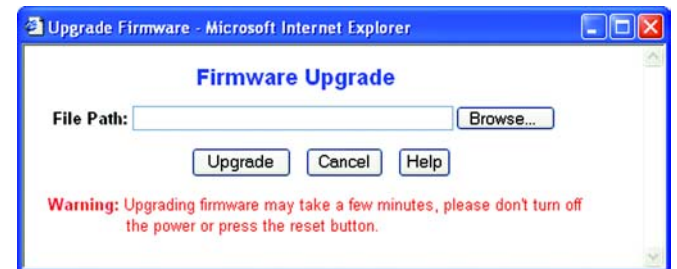 Upgrade Firmware - Microsoft Internet Explorer
Firmware Upgrade
File Path: Browse...
Upgrade Cancel Help
Warning: Upgrading firmware may take a few minutes, please don't turn off
the power or press the reset button.